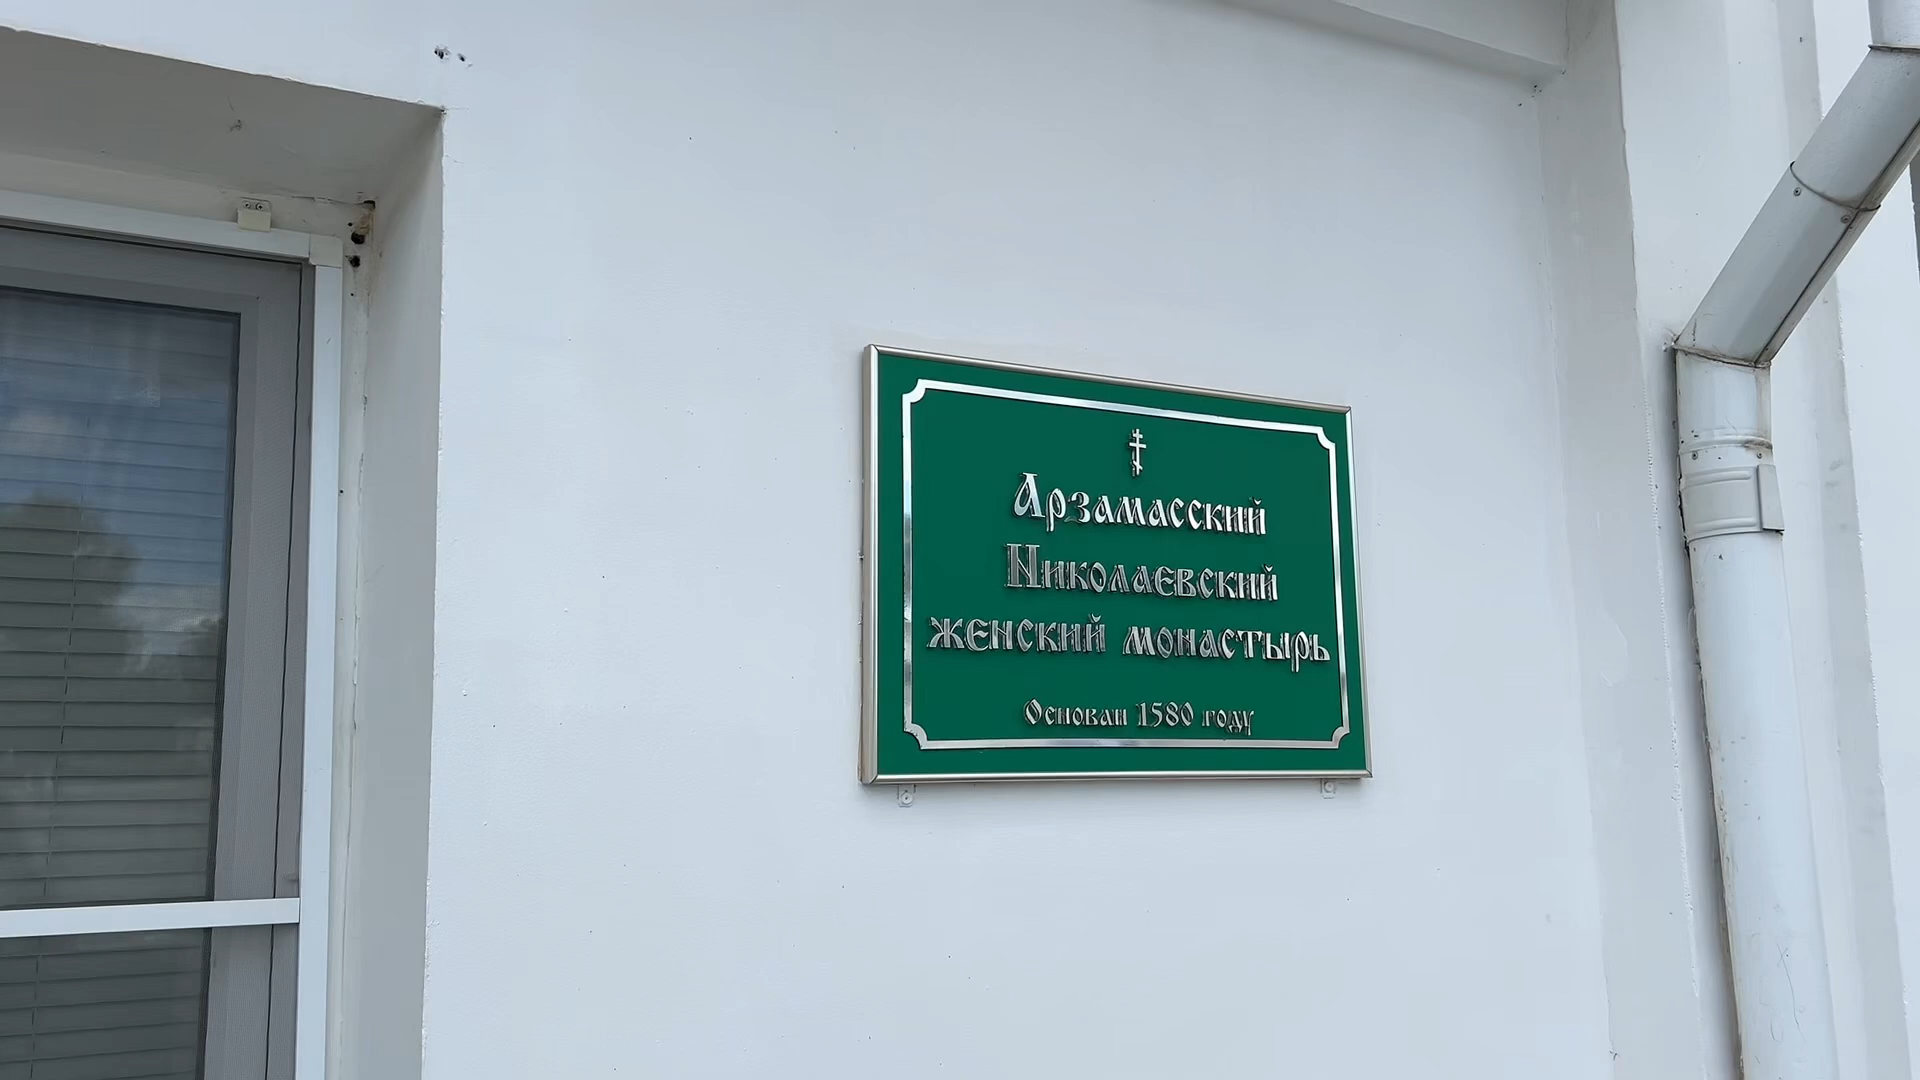 Арзамасский
Николаевский
женский монастырь
Основан 1580 году